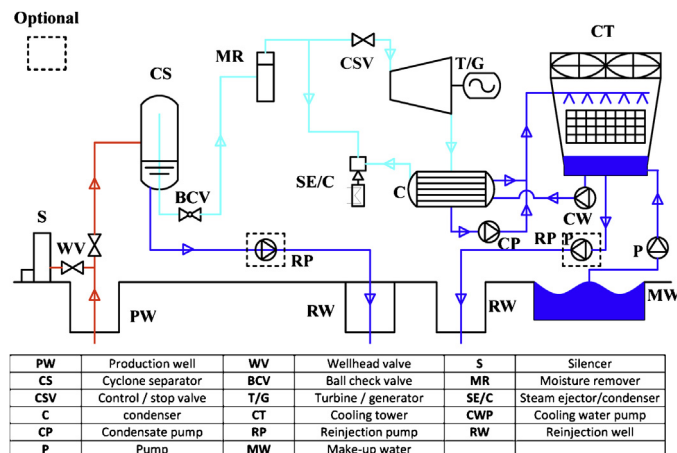 Optional
CT
CS
MR
CSV
T/G
SE/C
C
BCV
S
WV
CW
CP
RP
RP
P
PW
RW
RW
MW
PW Production well WV Wellhead valve S Silencer
CS Cyclone separator BCV Ball check valve MR Moisture remover
CSV Control / stop valve T/G Turbine / generator SE/C Steam ejector/condenser
C condenser CT Cooling tower CWP Cooling water pump
CP Condensate pump RP Reinjection pump RW Reinjection well
P Pump MW Make-up water